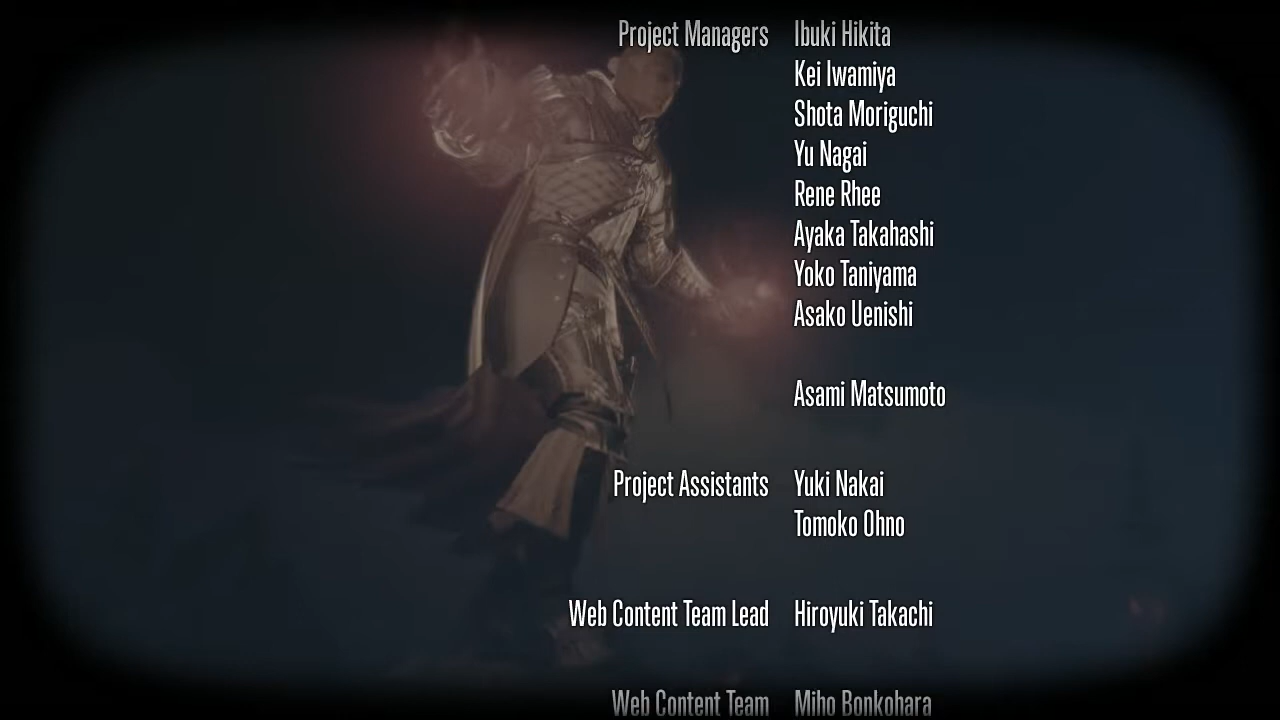 Project Managers Ibuki Hikita
Kei Iwamiya
Shota Moriguchi
Yu Nagai
Rene Rhee
Ayaka Takahashi
Yoko Taniyama
Asako Uenishi
Asami Matsumoto
Project Assistants Yuki Nakai
Tomoko Ohno
Web Content Team Lead Hiroyuki Takachi
Web Content Team Miho Bonkohara